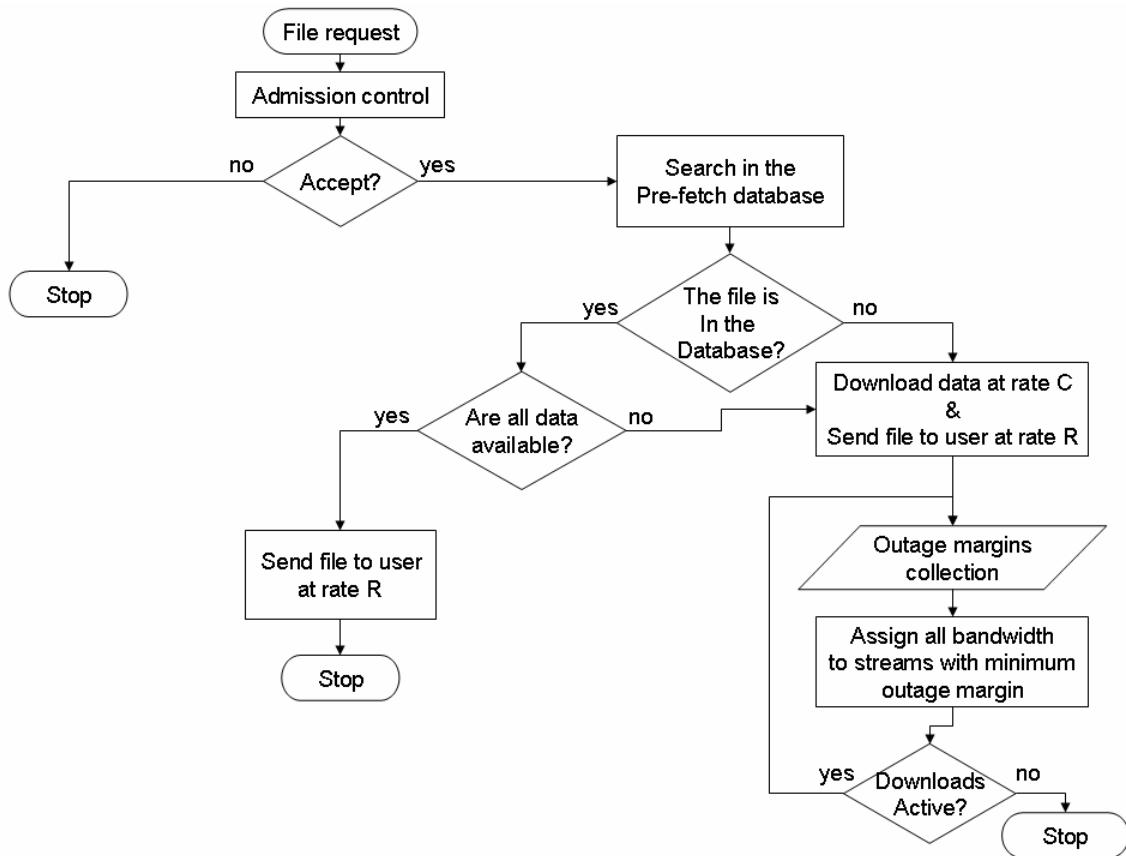 File request
Admission control
no
Accept?
yes
Search in the
Pre-fetch database
Stop
yes
The file is
In the
Database?
no
yes
Are all data
available?
no
Download data at rate C
&
Send file to user at rate R
Send file to user
at rate R
Outage margins
collection
Stop
Assign all bandwidth
to streams with minimum
outage margin
yes
Downloads
Active?
no
Stop